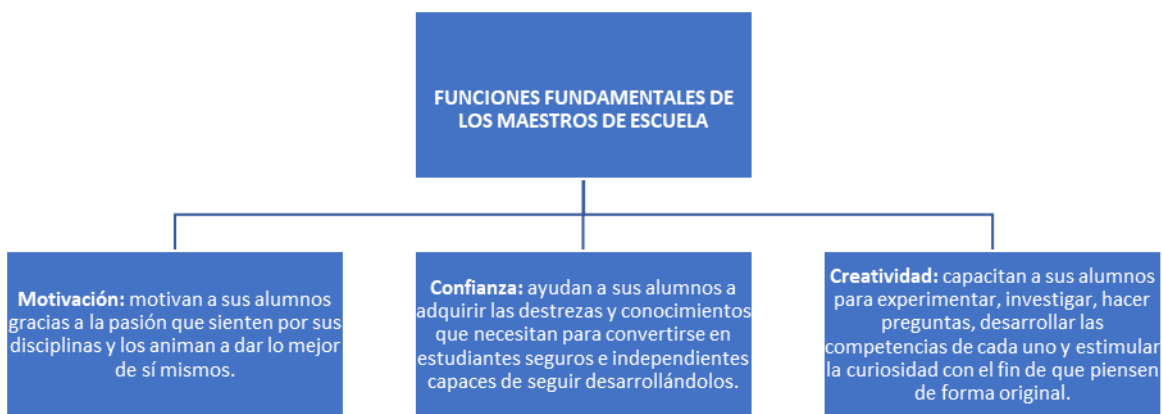 FUNCIONES FUNDAMENTALES DE
LOS MAESTROS DE ESCUELA
Motivación: motivan a sus alumnos
gracias a la pasión que sienten por sus
disciplinas y los animan a dar lo mejor
de sí mismos.
Confianza: ayudan a sus alumnos a
adquirir las destrezas y conocimientos
que necesitan para convertirse en
estudiantes seguros e independientes
capaces de seguir desarrollándolos.
Creatividad: capacitan a sus alumnos
para experimentar, investigar, hacer
preguntas, desarrollar las
competencias de cada uno y estimular
la curiosidad con el fin de que piensen
de forma original.